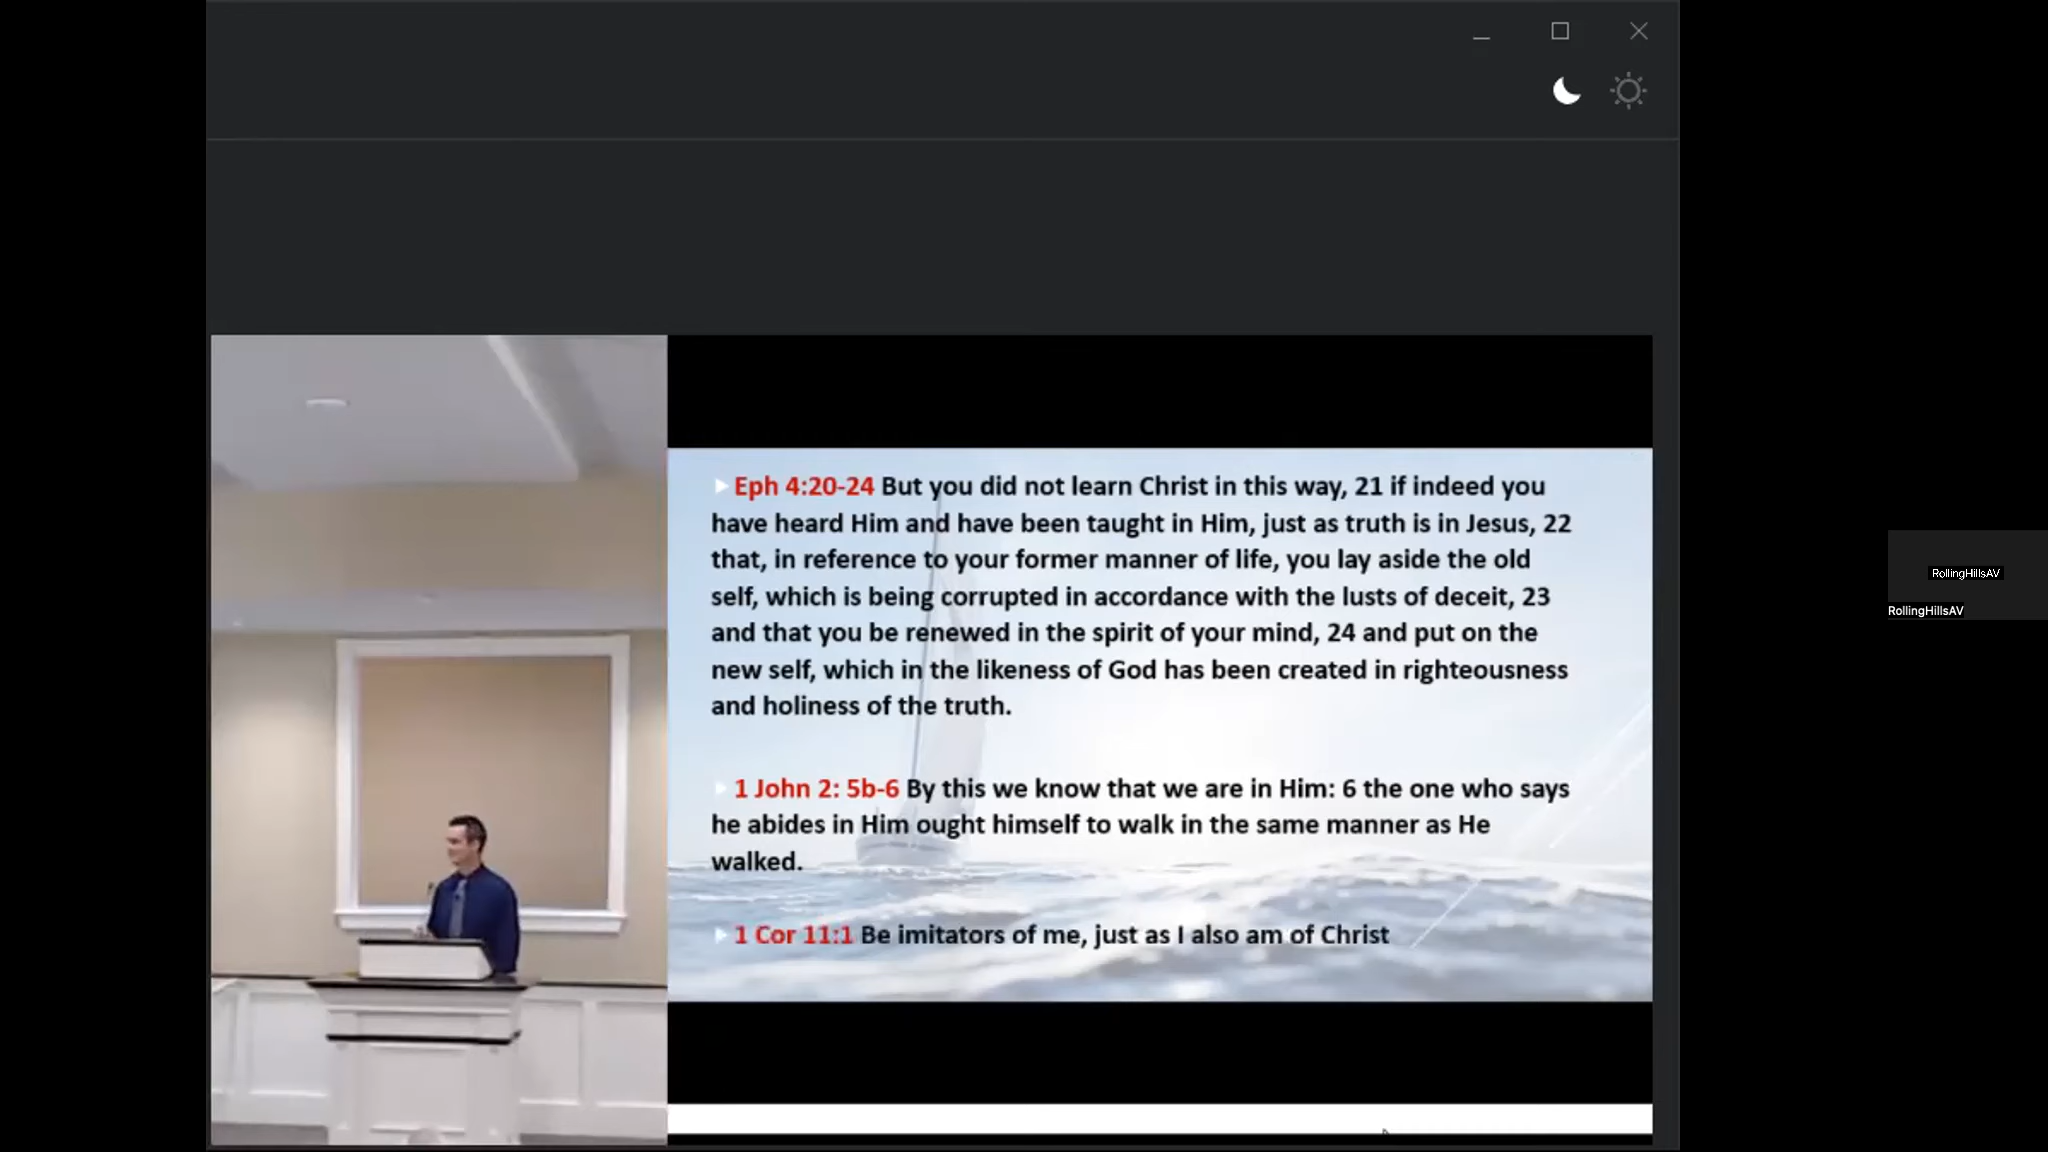 Eph 4:20-24 But you did not learn Christ in this way, 21 if indeed you
have heard Him and have been taught in Him, just as truth is in Jesus, 22
that, in reference to your former manner of life, you lay aside the old
self, which is being corrupted in accordance with the lusts of deceit, 23
and that you be renewed in the spirit of your mind, 24 and put on the
new self, which in the likeness of God has been created in righteousness
and holiness of the truth.
1 John 2: 5b-6 By this we know that we are in Him: 6 the one who says
he abides in Him ought himself to walk in the same manner as He
walked.
1 Cor 11:1 Be imitators of me, just as I also am of Christ
RollingHillsAV
RollingHillsAV